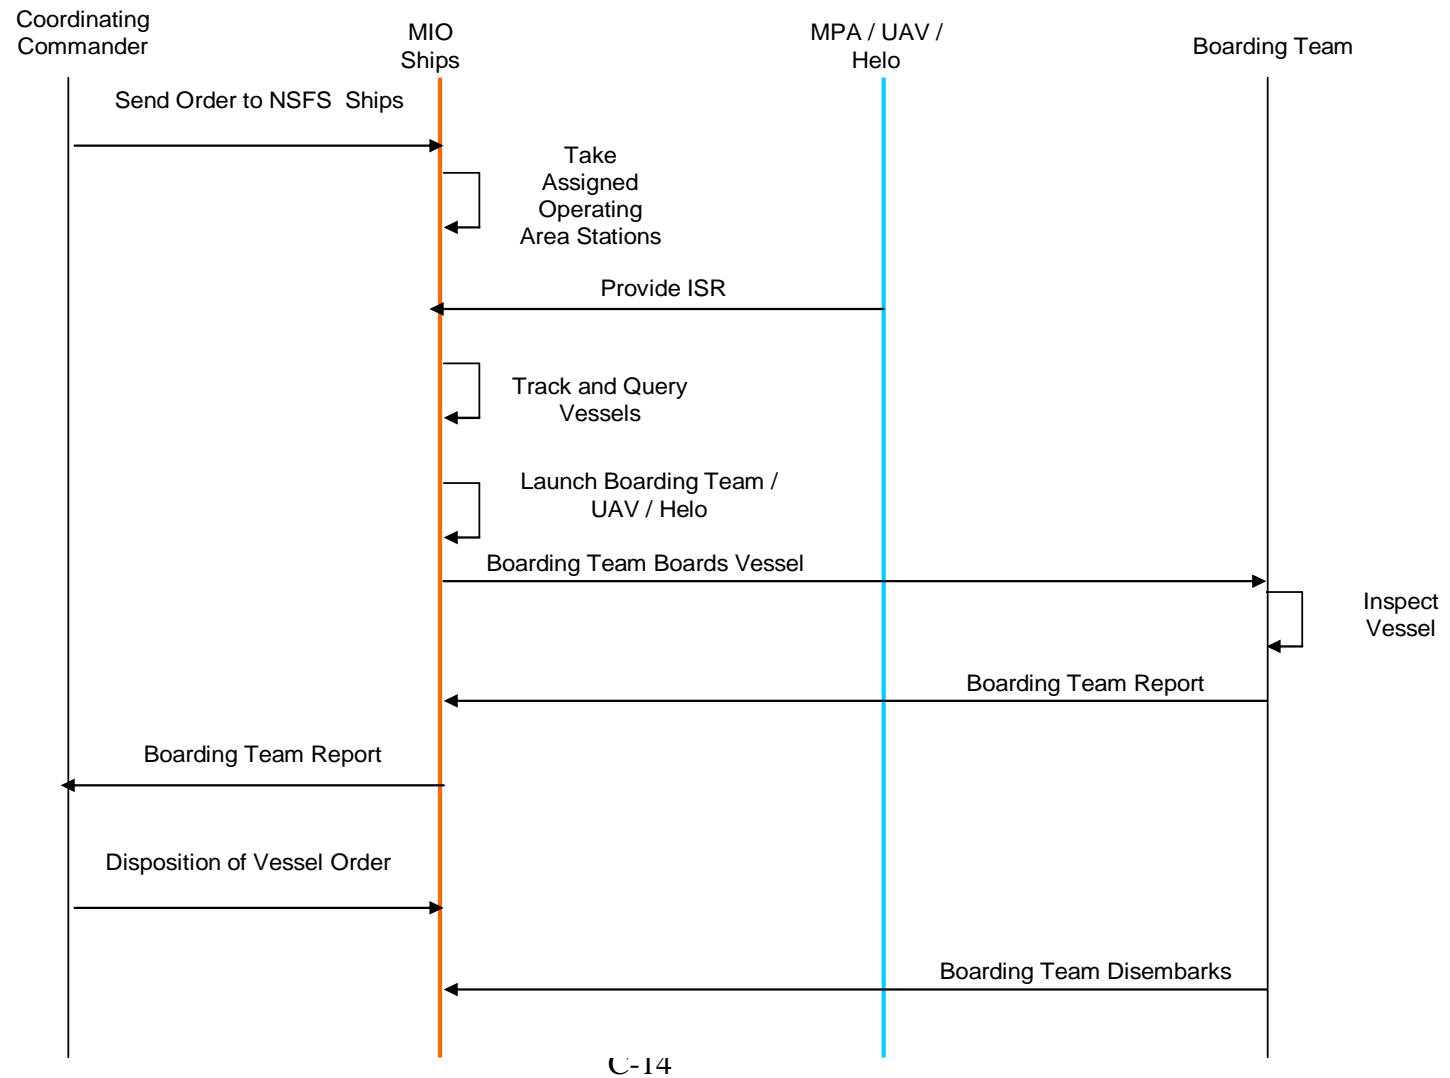 Coordinating
Commander
MIO
Ships
MPA / UAV /
Helo
Boarding Team
Send Order to NSFS  Ships
Take
Assigned
Operating
Area Stations
Provide ISR
Track and Query
Vessels
Launch Boarding Team /
UAV / Helo
Boarding Team Boards Vessel
Inspect
Vessel
Boarding Team Report
Boarding Team Report
Disposition of Vessel Order
Boarding Team Disembarks
C-14